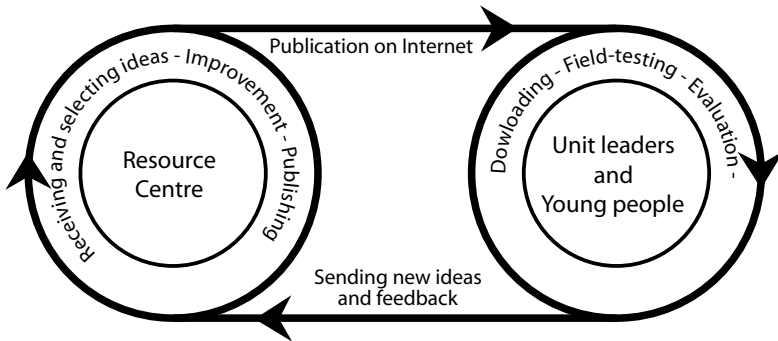 Publication on Internet
Receiving and selecting ideas - Improvement - Publishing
Resource
Centre
Dowloading - Field-testing - Evaluation -
Unit leaders
and
Young people
Sending new ideas
and feedback